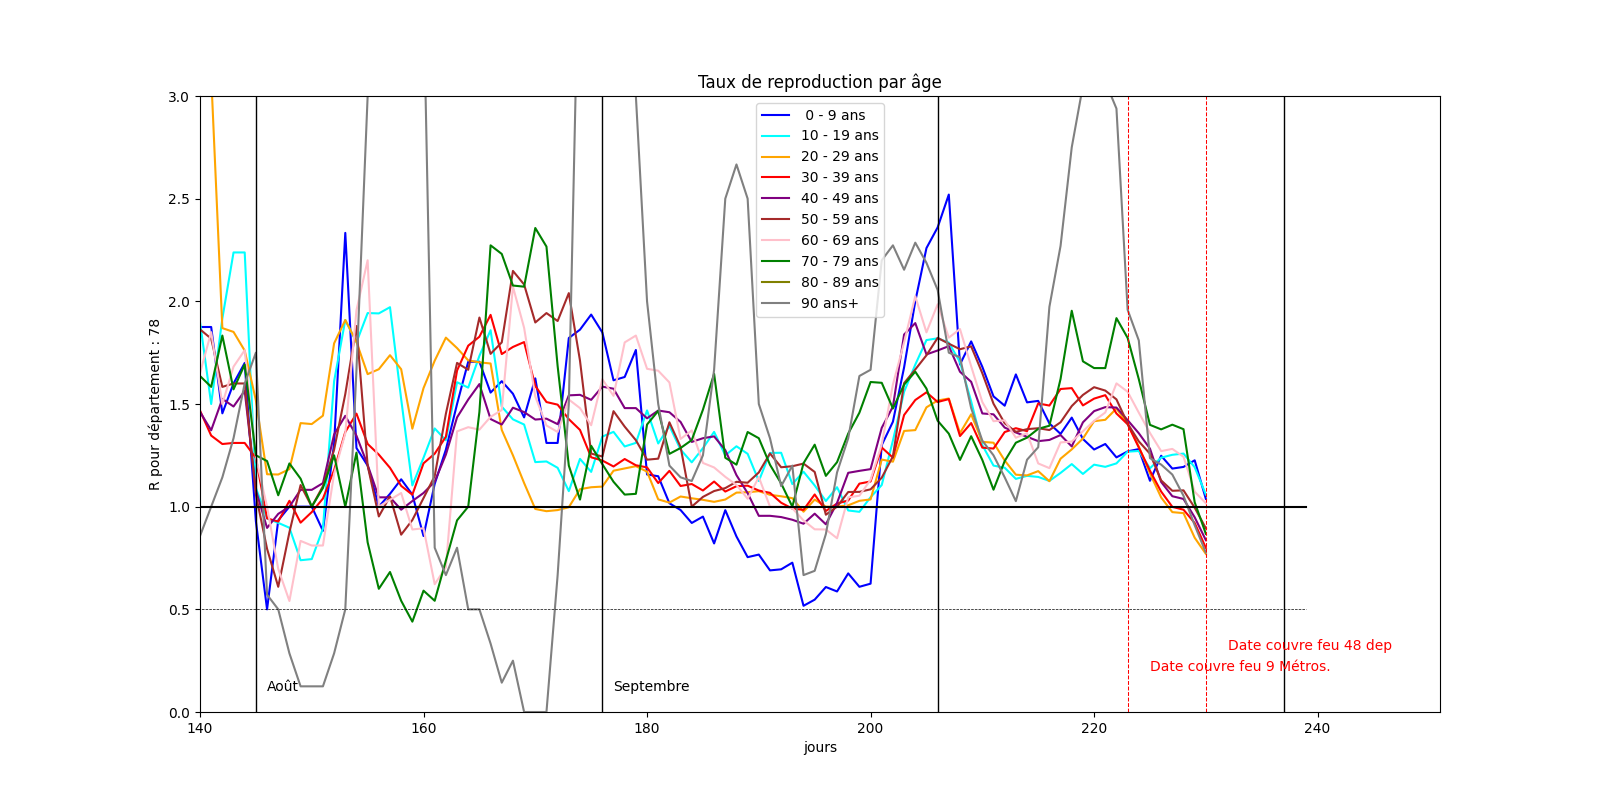 Taux de reproduction par âge
R pour département : 78
3.0
2.5
2.0
1.5
1.0
0.5
0.0
0 - 9 ans
10 - 19 ans
20 - 29 ans
30 - 39 ans
40 - 49 ans
50 - 59 ans
60 - 69 ans
70 - 79 ans
80 - 89 ans
90 ans+
Date couvre feu 48 dep
Date couvre feu 9 Métros.
Août
Septembre
140
160
180
200
220
240
jours